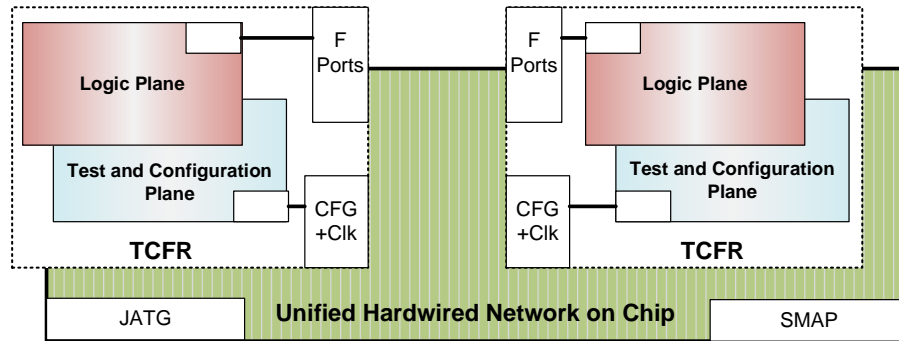 F
Ports
Logic Plane
Test and Configuration
Plane
CFG
+Clk
TCFR
F
Ports
Logic Plane
Test and Configuration
Plane
CFG
+Clk
TCFR
JATG
Unified Hardwired Network on Chip
SMAP